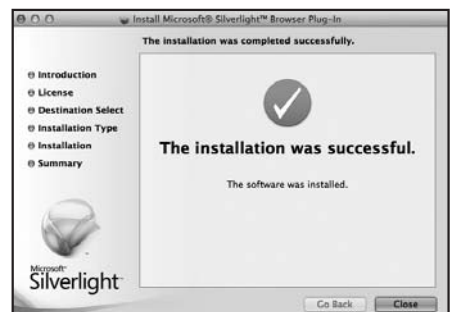 Install Microsoft® Silverlight™ Browser Plug-In
The installation was completed successfully.
Introduction
License
Destination Select
Installation Type
Installation
Summary
The installation was successful.
The software was installed.
Microsoft®
Silverlight™
Go Back
Close